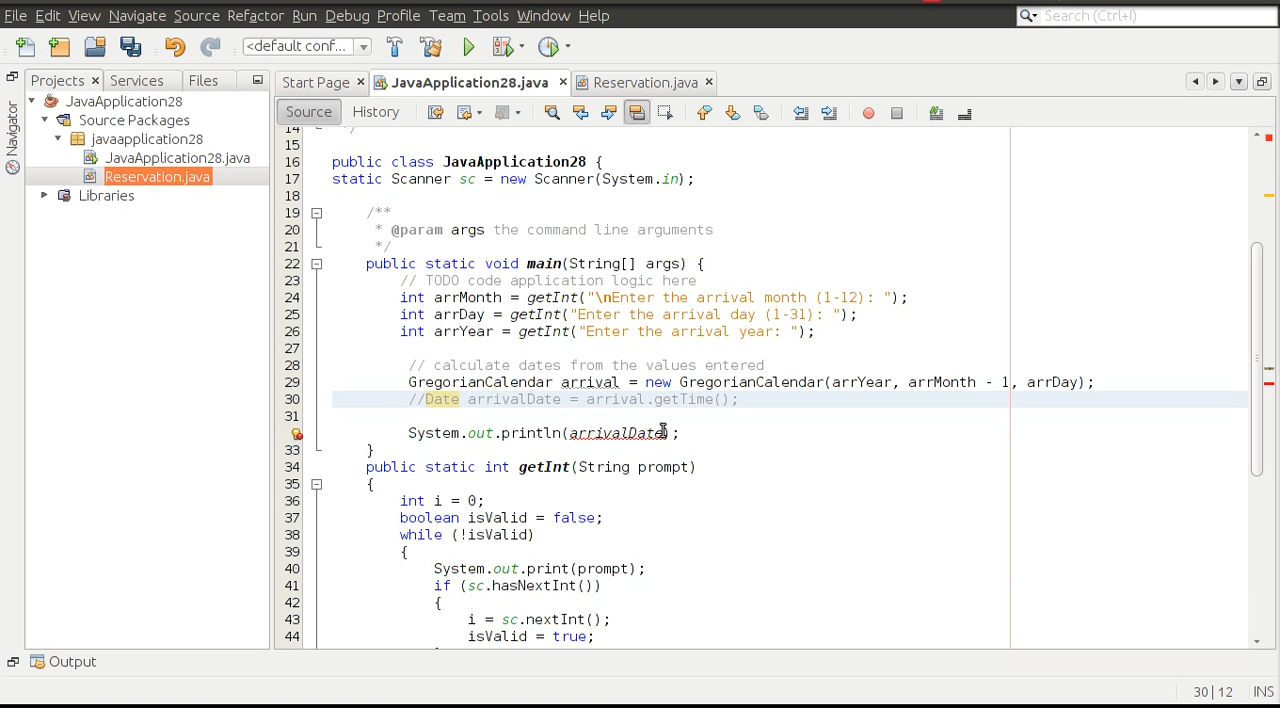 File Edit View Navigate Source Refactor Run Debug Profile Team Tools Window Help
Search (Ctrl+I)
<default conf...
Projects Services Files
Start Page JavaApplication28.java Reservation.java
Source History
Navigator
JavaApplication28
Source Packages
javaapplication28
JavaApplication28.java
Reservation.java
Libraries
14 */
15
16 public class JavaApplication28 {
17 static Scanner sc = new Scanner(System.in);
18
19 /**
20 * @param args the command line arguments
21 */
22 public static void main(String[] args) {
23 // TODO code application logic here
24 int arrMonth = getInt("\nEnter the arrival month (1-12): ");
25 int arrDay = getInt("Enter the arrival day (1-31): ");
26 int arrYear = getInt("Enter the arrival year: ");
27
28 // calculate dates from the values entered
29 GregorianCalendar arrival = new GregorianCalendar(arrYear, arrMonth - 1, arrDay);
30 //Date arrivalDate = arrival.getTime();
31
System.out.println(arrivalDate);
33 }
34 public static int getInt(String prompt)
35 {
36 int i = 0;
37 boolean isValid = false;
38 while (!isValid)
39 {
40 System.out.print(prompt);
41 if (sc.hasNextInt())
42 {
43 i = sc.nextInt();
44 isValid = true;
Output
30|12 INS